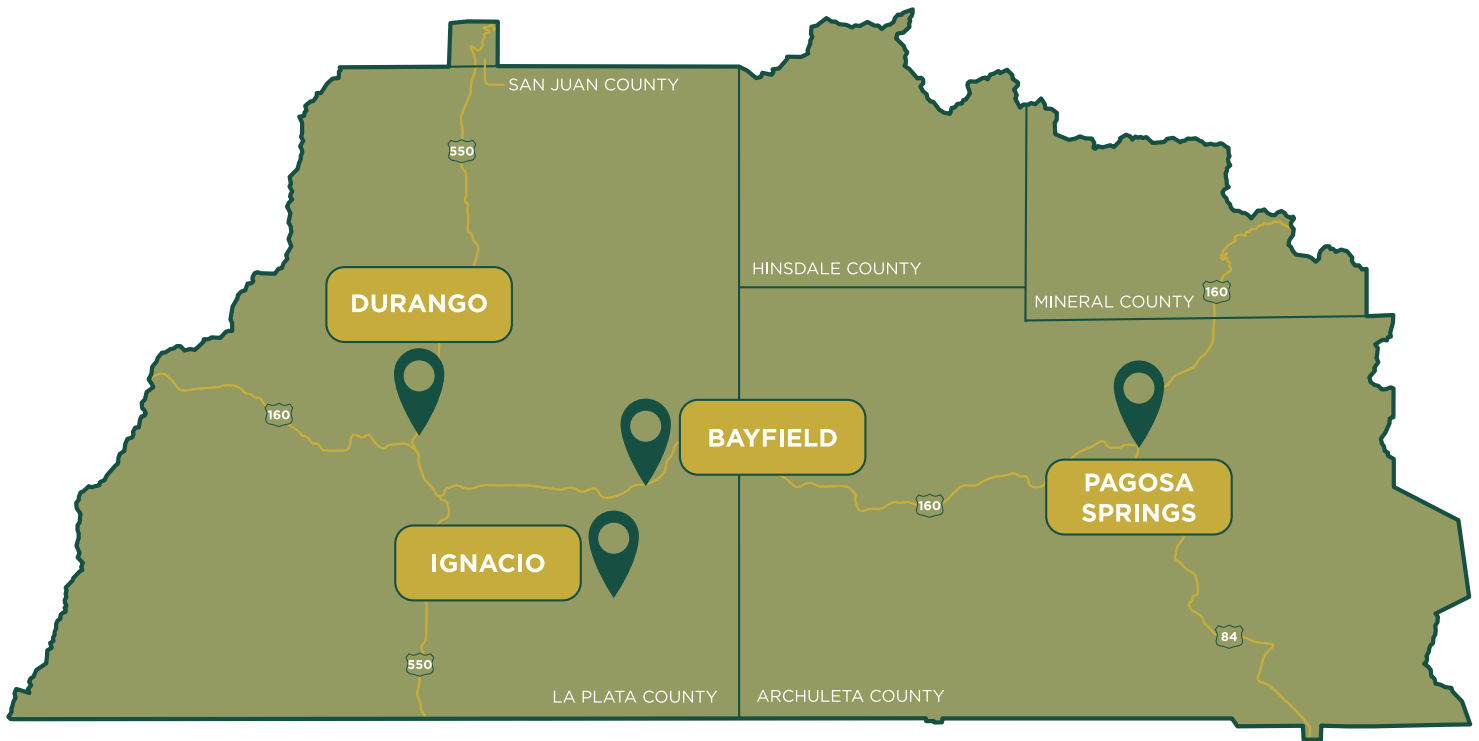 SAN JUAN COUNTY
550
HINSDALE COUNTY
MINERAL COUNTY
160
DURANGO
160
BAYFIELD
PAGOSA
SPRINGS
160
IGNACIO
84
550
LA PLATA COUNTY
ARCHULETA COUNTY